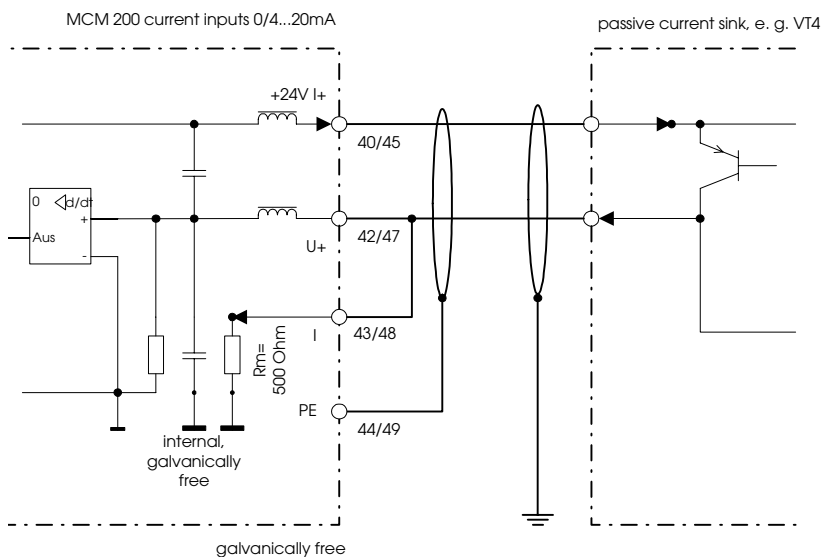 MCM 200 current inputs 0/4...20mA
passive current sink, e. g. VT4
+24V I+
40/45
0 d/dt
+
Aus
-
42/47
U+
43/48
I
Rm=
500 Ohm
PE
44/49
internal,
galvanically
free
galvanically free